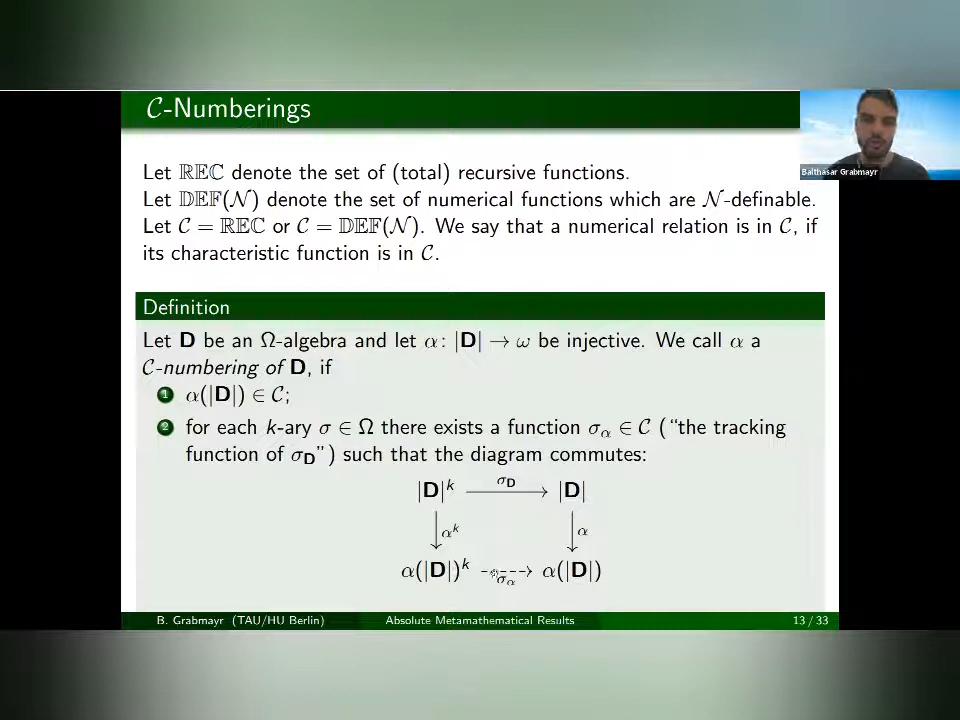 𝒞-Numberings
Balthasar Grabmayr
Let ℝ𝔼ℂ denote the set of (total) recursive functions.
Let 𝔻𝔼𝔽(𝒩) denote the set of numerical functions which are 𝒩-definable.
Let 𝒞 = ℝ𝔼ℂ or 𝒞 = 𝔻𝔼𝔽(𝒩). We say that a numerical relation is in 𝒞, if
its characteristic function is in 𝒞.
Definition
Let D be an Ω-algebra and let α: |D| → ω be injective. We call α a
𝒞-numbering of D, if
1 α(|D|) ∈ 𝒞;
2 for each k-ary σ ∈ Ω there exists a function σ_α ∈ 𝒞 (“the tracking
function of σ_D”) such that the diagram commutes:
|D|^k σ_D |D|
α^k α
α(|D|)^k σ_α α(|D|)
B. Grabmayr (TAU/HU Berlin) Absolute Metamathematical Results 13 / 33